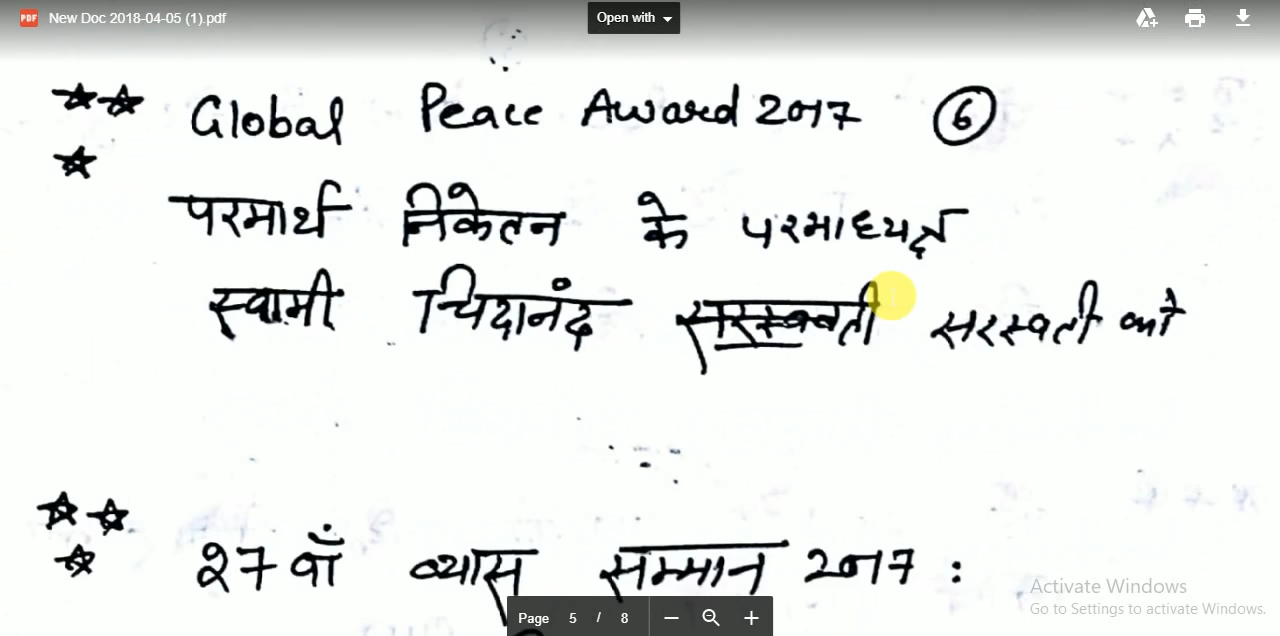 New Doc 2018-04-05 (1).pdf
Open with
Global Peace Award 2017 6
परमार्थ निकेतन के परमाध्यक्ष
स्वामी चिदानंद सरस्वती सरस्वती को
27 वाँ व्यास सम्मान 2017 :
Activate Windows
Go to Settings to activate Windows.
Page 5 / 8